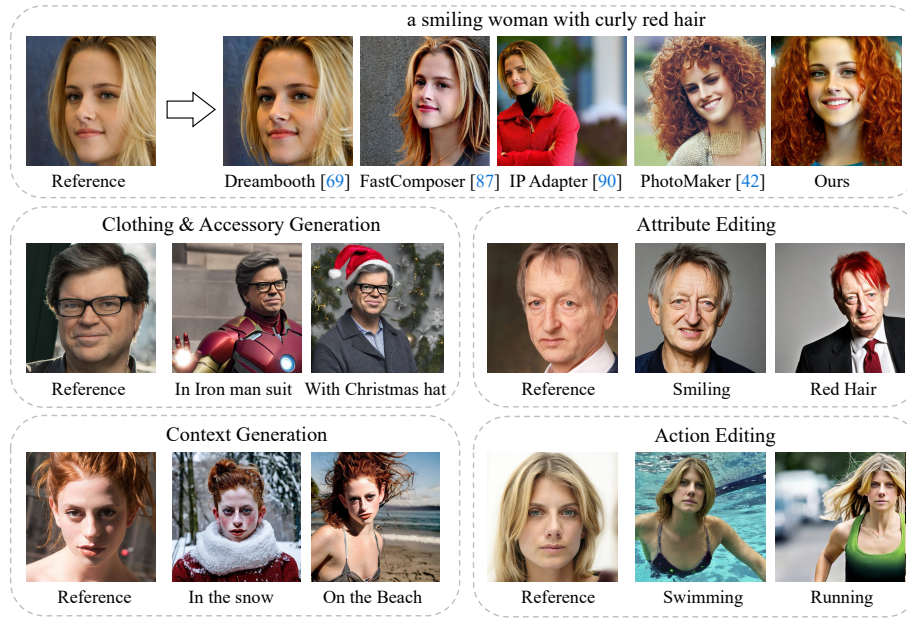 a smiling woman with curly red hair
Reference
Dreambooth [69]
FastComposer [87]
IP Adapter [90]
PhotoMaker [42]
Ours
Clothing & Accessory Generation
Reference
In Iron man suit
With Christmas hat
Attribute Editing
Reference
Smiling
Red Hair
Context Generation
Reference
In the snow
On the Beach
Action Editing
Reference
Swimming
Running